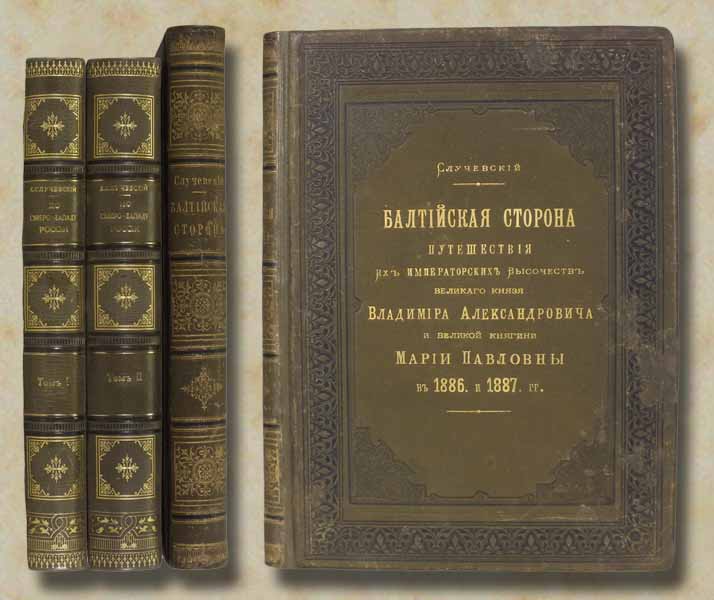 К.СЛУЧЕВСКІЙ
ПО
СѢВЕРО-ЗАПАДУ
РОССІИ
Томъ I
К.СЛУЧЕВСКІЙ
ПО
СѢВЕРО-ЗАПАДУ
РОССІИ
Томъ II
Случевскій
БАЛТІЙСКАЯ
СТОРОНА
Случевскій
БАЛТІЙСКАЯ СТОРОНА
ПУТЕШЕСТВІЯ
ИХЪ ИМПЕРАТОРСКИХЪ ВЫСОЧЕСТВЪ
ВЕЛИКАГО КНЯЗЯ
ВЛАДИМІРА АЛЕКСАНДРОВИЧА
И ВЕЛИКОЙ КНЯГИНИ
МАРІИ ПАВЛОВНЫ
въ 1886. и 1887. гг.